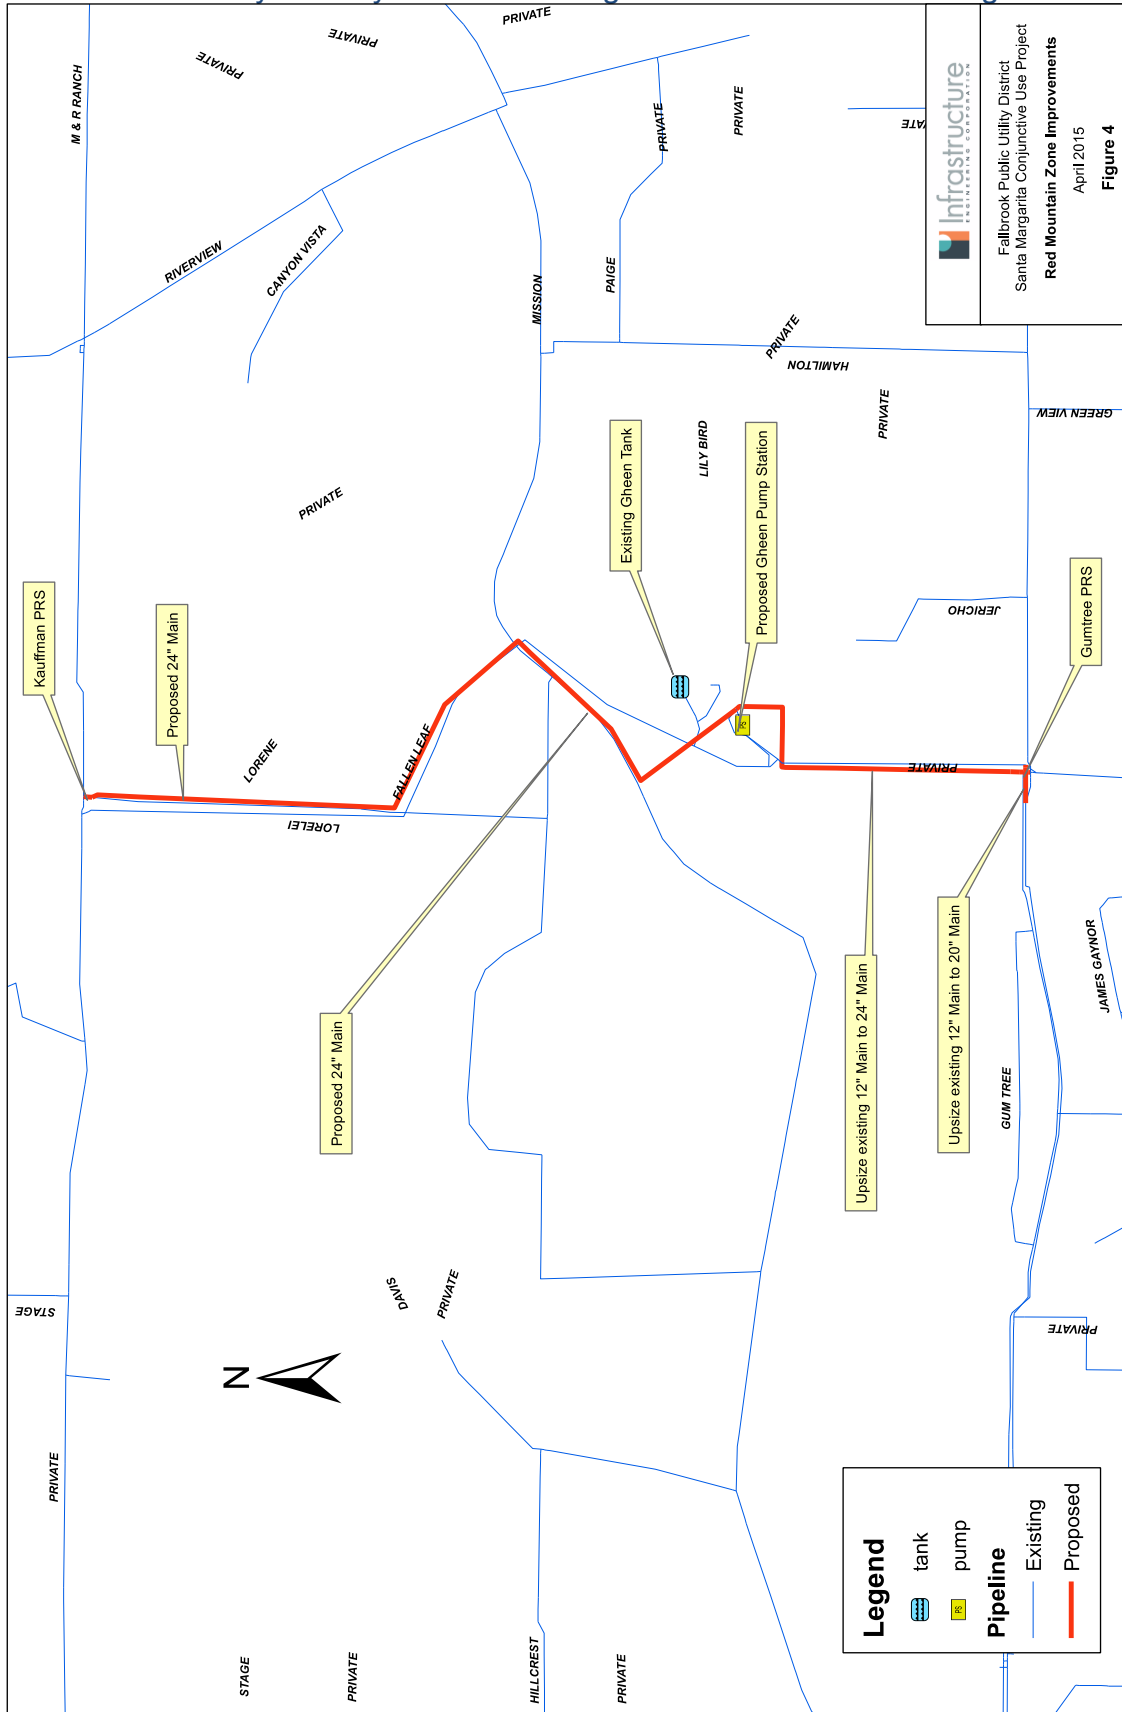 M & R RANCH
PRIVATE
PRIVATE
PRIVATE
RIVERVIEW
CANYON VISTA
MISSION
PAIGE
PRIVATE
PRIVATE
PRIVATE
HAMILTON
PRIVATE
GREEN VIEW
LILY BIRD
PRIVATE
Kauffman PRS
Proposed 24" Main
Existing Gheen Tank
Proposed Gheen Pump Station
Gumtree PRS
JERICHO
LORENE
FALLEN LEAF
LORELEI
PS
PRIVATE
Proposed 24" Main
Upsize existing 12" Main to 24" Main
Upsize existing 12" Main to 20" Main
JAMES GAYNOR
GUM TREE
STAGE
DAVIS
PRIVATE
PRIVATE
N
PRIVATE
STAGE
PRIVATE
HILLCREST
PRIVATE
Legend
tank
PS
pump
Pipeline
Existing
Proposed
Infrastructure
ENGINEERING CORPORATION
Fallbrook Public Utility District
Santa Margarita Conjunctive Use Project
Red Mountain Zone Improvements
April 2015
Figure 4